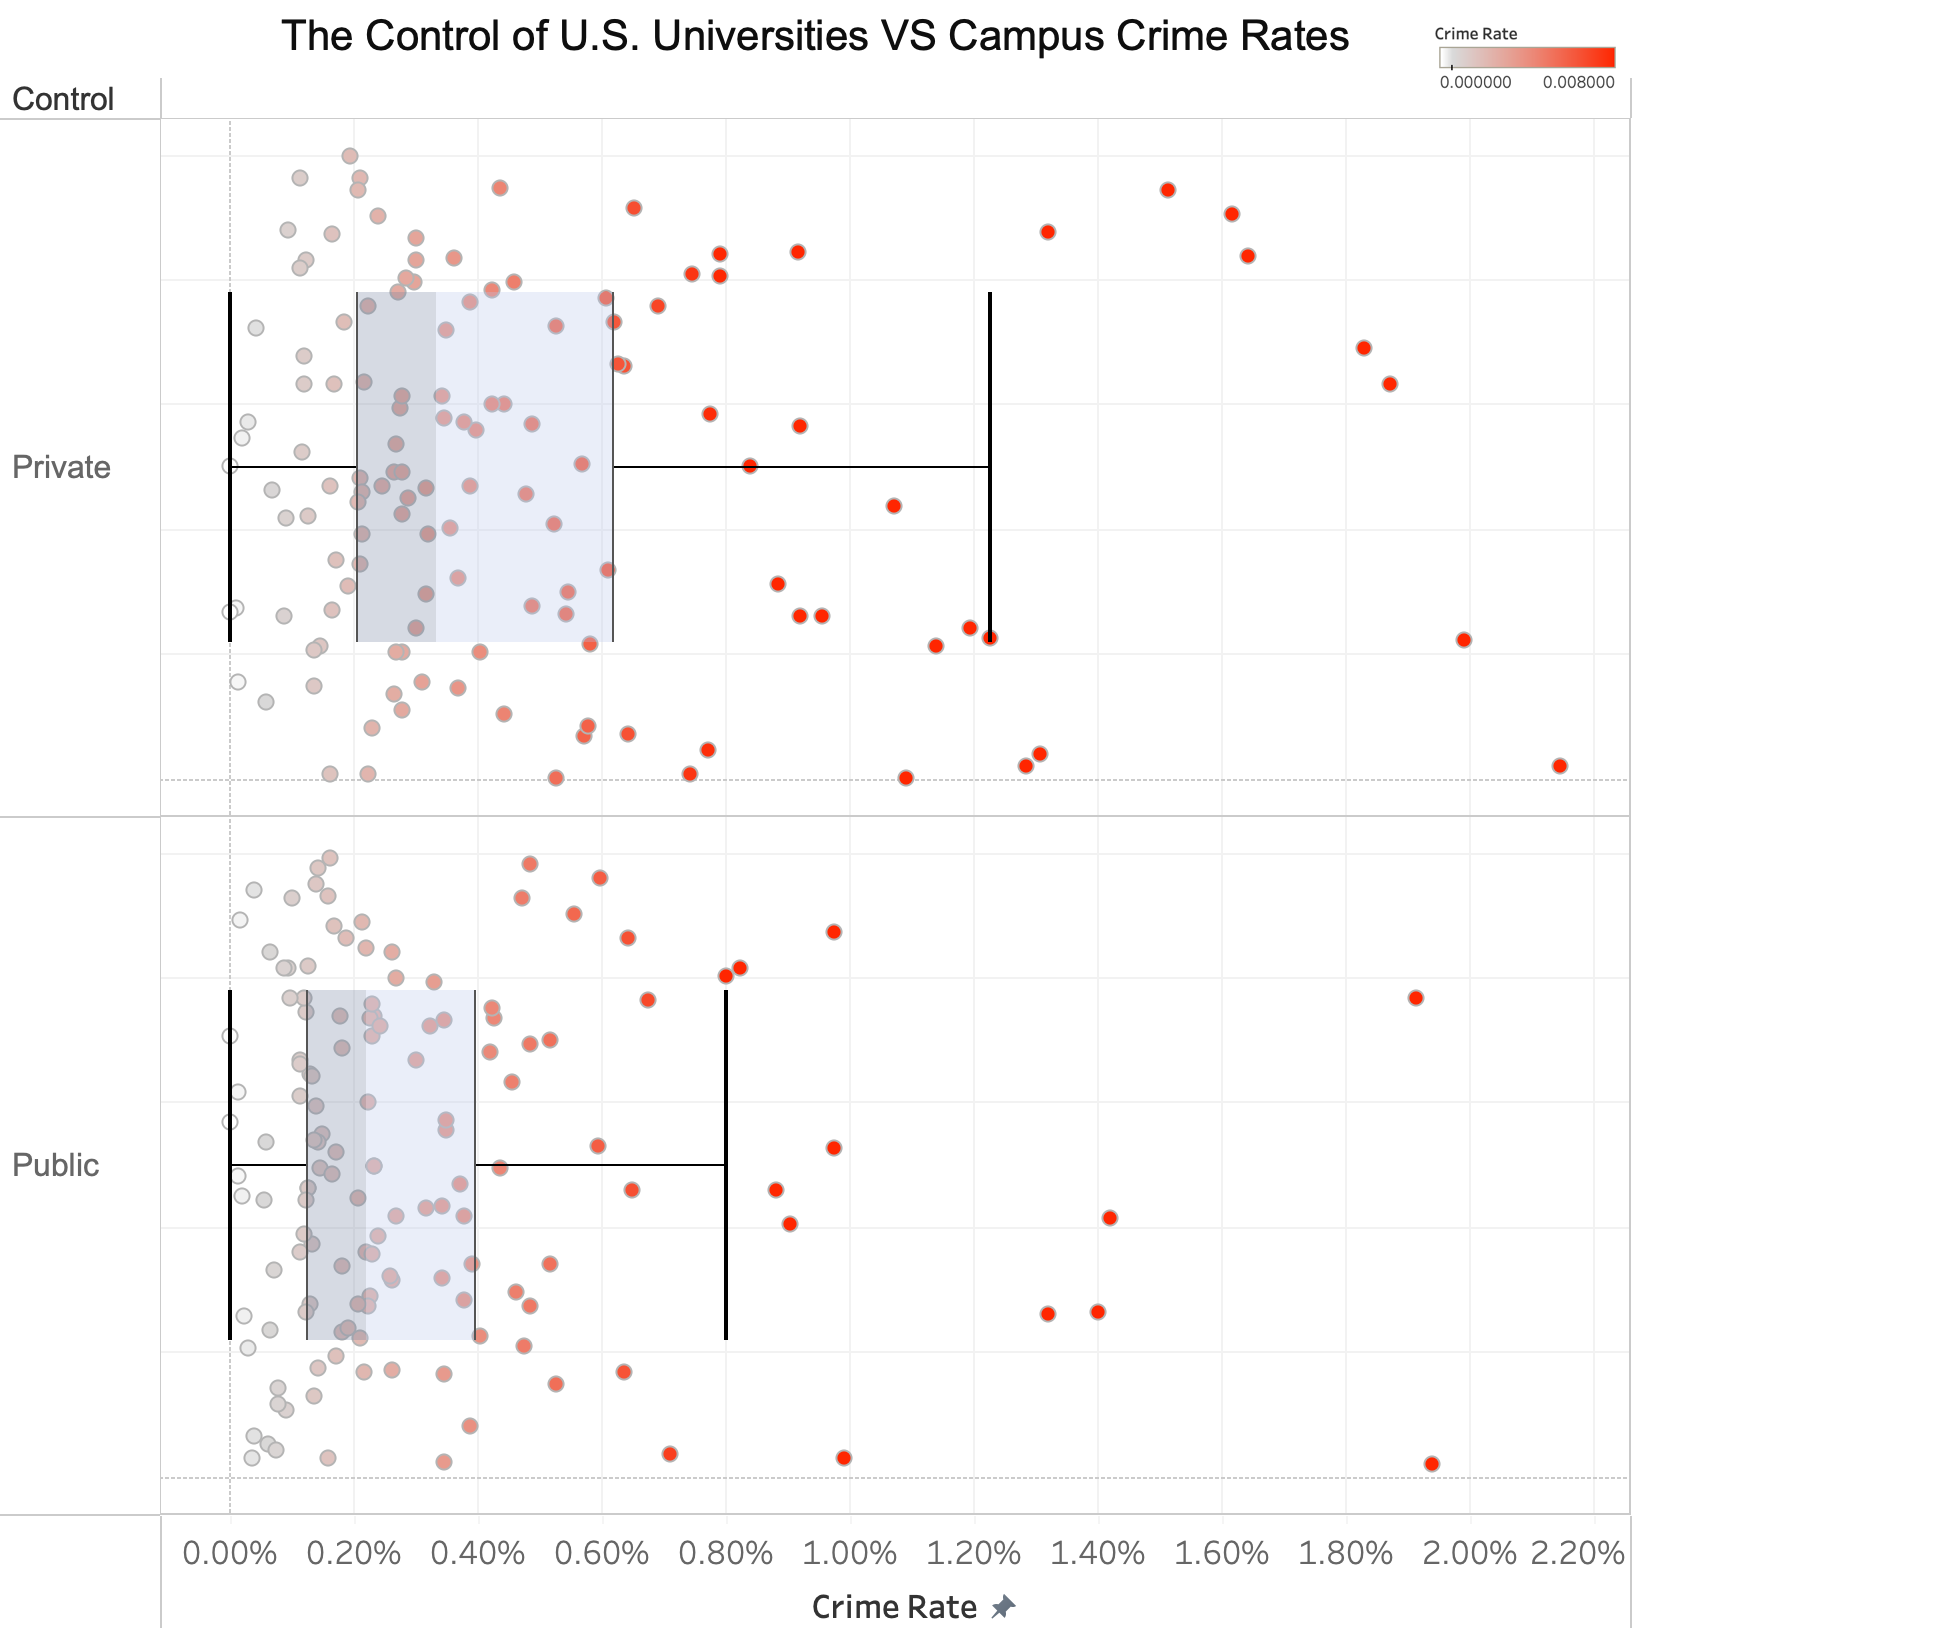 The Control of U.S. Universities VS Campus Crime Rates
Crime Rate
0.000000 0.008000
Control
Private
Public
0.00% 0.20% 0.40% 0.60% 0.80% 1.00% 1.20% 1.40% 1.60% 1.80% 2.00% 2.20%
Crime Rate